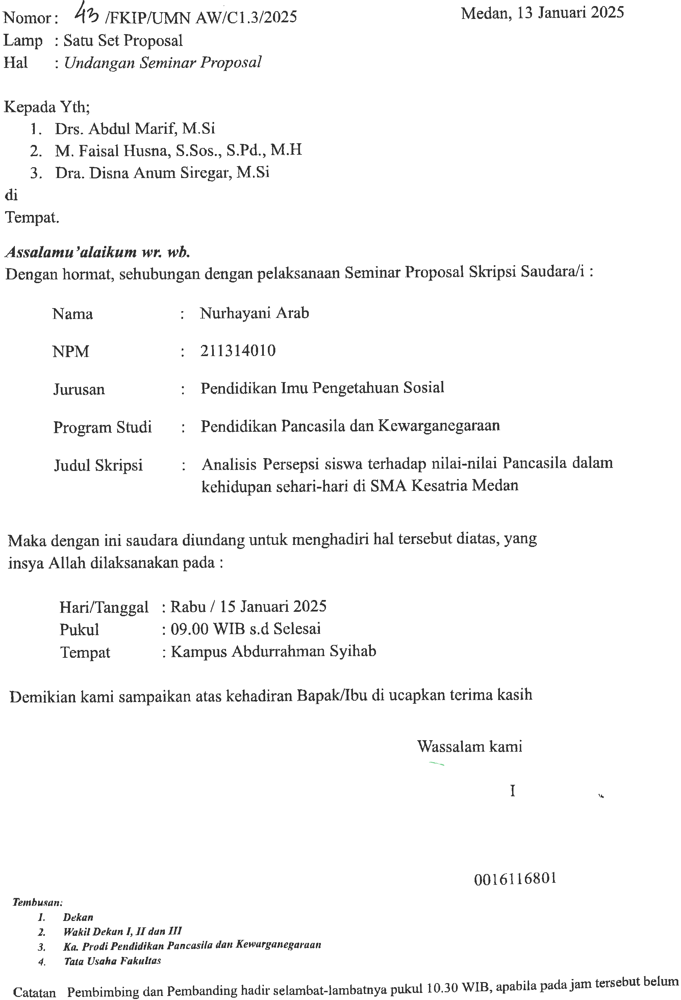 Nomor : 43 /FKIP/UMN AW/C1.3/2025 Medan, 13 Januari 2025
Lamp : Satu Set Proposal
Hal : Undangan Seminar Proposal
Kepada Yth;
1. Drs. Abdul Marif, M.Si
2. M. Faisal Husna, S.Sos., S.Pd., M.H
3. Dra. Disna Anum Siregar, M.Si
di
Tempat.
Assalamu'alaikum wr. wb.
Dengan hormat, sehubungan dengan pelaksanaan Seminar Proposal Skripsi Saudara/i :
Nama : Nurhayani Arab
NPM : 211314010
Jurusan : Pendidikan Imu Pengetahuan Sosial
Program Studi : Pendidikan Pancasila dan Kewarganegaraan
Judul Skripsi : Analisis Persepsi siswa terhadap nilai-nilai Pancasila dalam
kehidupan sehari-hari di SMA Kesatria Medan
Maka dengan ini saudara diundang untuk menghadiri hal tersebut diatas, yang
insya Allah dilaksanakan pada :
Hari/Tanggal : Rabu / 15 Januari 2025
Pukul : 09.00 WIB s.d Selesai
Tempat : Kampus Abdurrahman Syihab
Demikian kami sampaikan atas kehadiran Bapak/Ibu di ucapkan terima kasih
Wassalam kami
I
0016116801
Tembusan:
1. Dekan
2. Wakil Dekan I, II dan III
3. Ka. Prodi Pendidikan Pancasila dan Kewarganegaraan
4. Tata Usaha Fakultas
Catatan Pembimbing dan Pembanding hadir selambat-lambatnya pukul 10.30 WIB, apabila pada jam tersebut belum